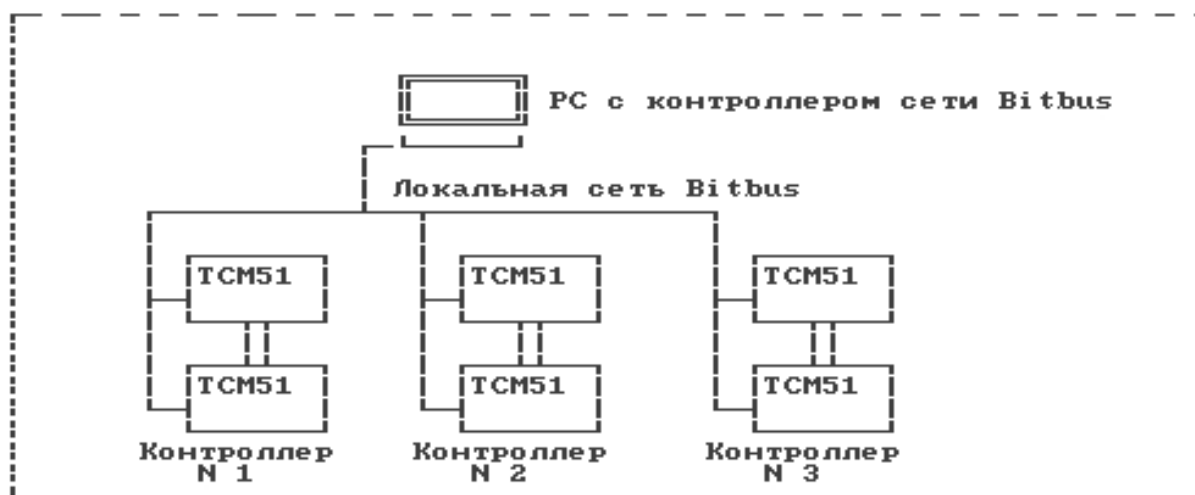 PC с контроллером сети Bitbus
Локальная сеть Bitbus
TCM51 TCM51 TCM51
TCM51 TCM51 TCM51
Контроллер Контроллер Контроллер
N 1 N 2 N 3